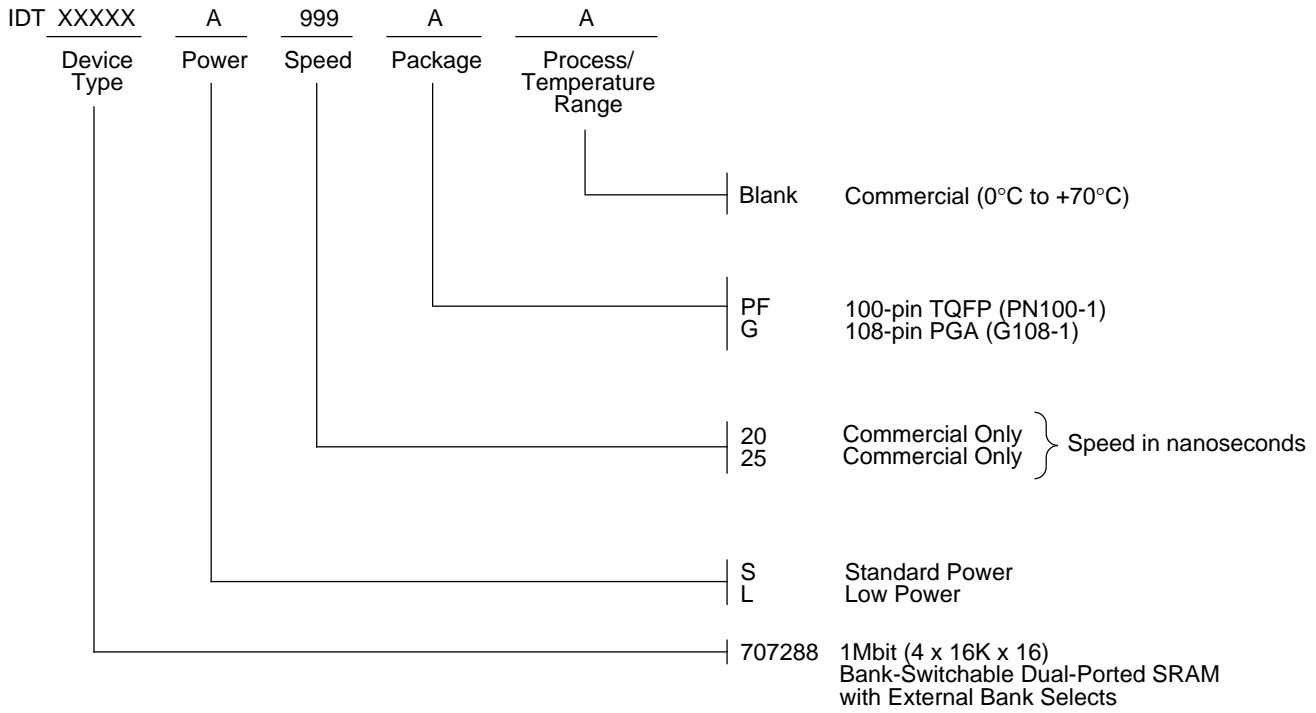 IDT XXXXX A 999 A A
Device Type
Power
Speed
Package
Process/
Temperature
Range
Blank Commercial (0°C to +70°C)
PF 100-pin TQFP (PN100-1)
G 108-pin PGA (G108-1)
20 Commercial Only
25 Commercial Only
Speed in nanoseconds
S Standard Power
L Low Power
707288 1Mbit (4 x 16K x 16)
Bank-Switchable Dual-Ported SRAM
with External Bank Selects